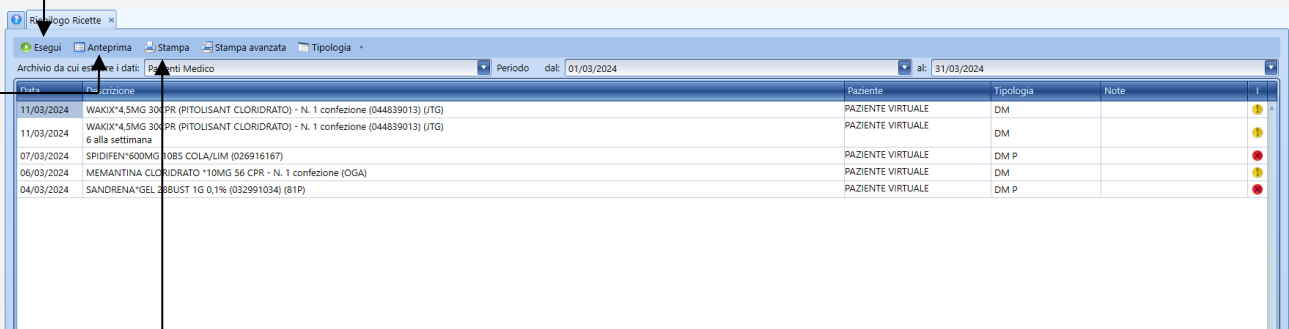 Riepilogo Ricette ×
Esegui Anteprima Stampa Stampa avanzata Tipologia
Archivio da cui estrarre i dati: Pazienti Medico Periodo dal: 01/03/2024 al: 31/03/2024
Data Descrizione Paziente Tipologia Note I
11/03/2024 WAKIX*4,5MG 30CPR (PITOLISANT CLORIDRATO) - N. 1 confezione (044839013) (JTG) PAZIENTE VIRTUALE DM
11/03/2024 WAKIX*4,5MG 30CPR (PITOLISANT CLORIDRATO) - N. 1 confezione (044839013) (JTG) PAZIENTE VIRTUALE DM
6 alla settimana
07/03/2024 SPIDIFEN*600MG 10BS COLA/LIM (026916167) PAZIENTE VIRTUALE DM P
06/03/2024 MEMANTINA CLORIDRATO *10MG 56 CPR - N. 1 confezione (OGA) PAZIENTE VIRTUALE DM
04/03/2024 SANDRENA*GEL 28BUST 1G 0,1% (032991034) (81P) PAZIENTE VIRTUALE DM P